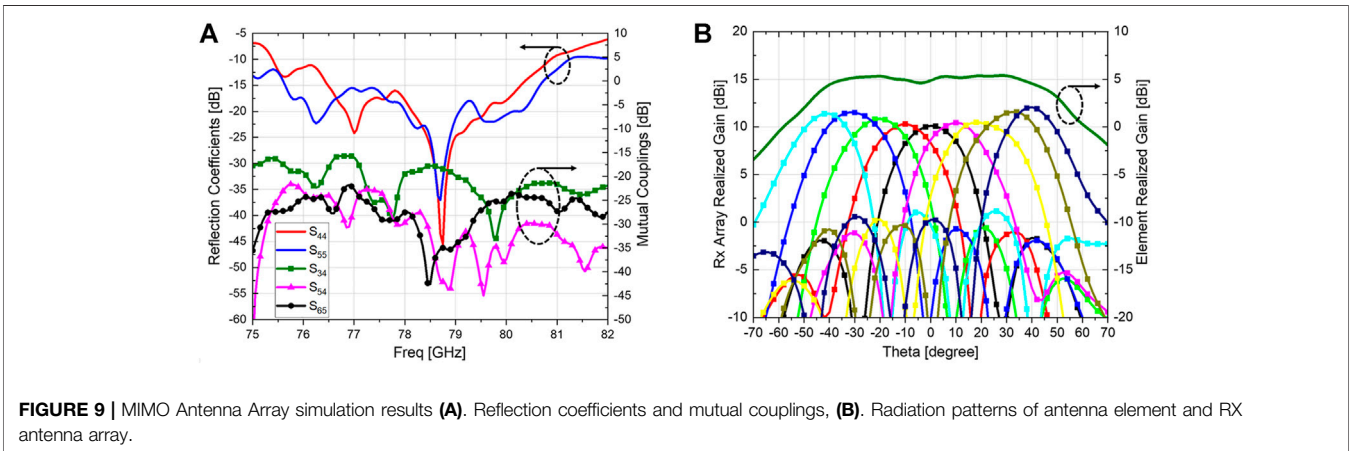 A
B
-5
-10
-15
-20
-25
-30
-35
-40
-45
-50
-55
-60
Reflection Coefficients [dB]
10
5
0
-5
-10
-15
-20
-25
-30
-35
-40
-45
-50
Mutual Couplings [dB]
S44
S55
S34
S54
S65
75 76 77 78 79 80 81 82
Freq [GHz]
20
15
10
5
0
-5
-10
Rx Array Realized Gain [dBi]
10
5
0
-5
-10
-15
-20
Element Realized Gain [dBi]
-70 -60 -50 -40 -30 -20 -10 0 10 20 30 40 50 60 70
Theta [degree]
FIGURE 9 | MIMO Antenna Array simulation results (A). Reflection coefficients and mutual couplings, (B). Radiation patterns of antenna element and RX
antenna array.